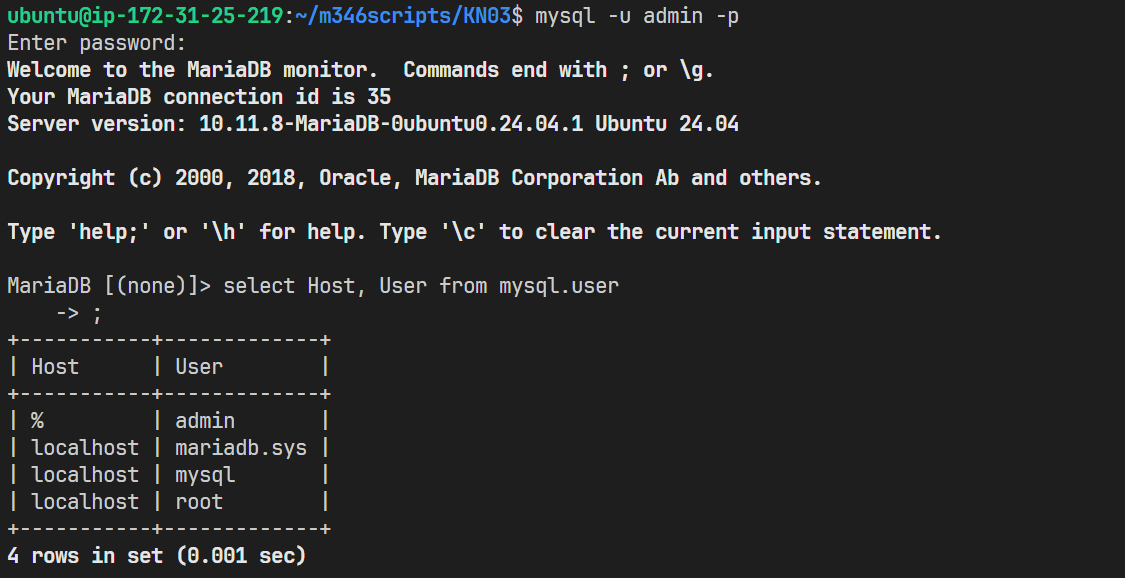 ubuntu@ip-172-31-25-219:~/m346scripts/KN03$ mysql -u admin -p
Enter password:
Welcome to the MariaDB monitor.  Commands end with ; or \g.
Your MariaDB connection id is 35
Server version: 10.11.8-MariaDB-0ubuntu0.24.04.1 Ubuntu 24.04

Copyright (c) 2000, 2018, Oracle, MariaDB Corporation Ab and others.

Type 'help;' or '\h' for help. Type '\c' to clear the current input statement.

MariaDB [(none)]> select Host, User from mysql.user
    -> ;
+-----------+-------------+
| Host      | User        |
+-----------+-------------+
| %         | admin       |
| localhost | mariadb.sys |
| localhost | mysql       |
| localhost | root        |
+-----------+-------------+
4 rows in set (0.001 sec)